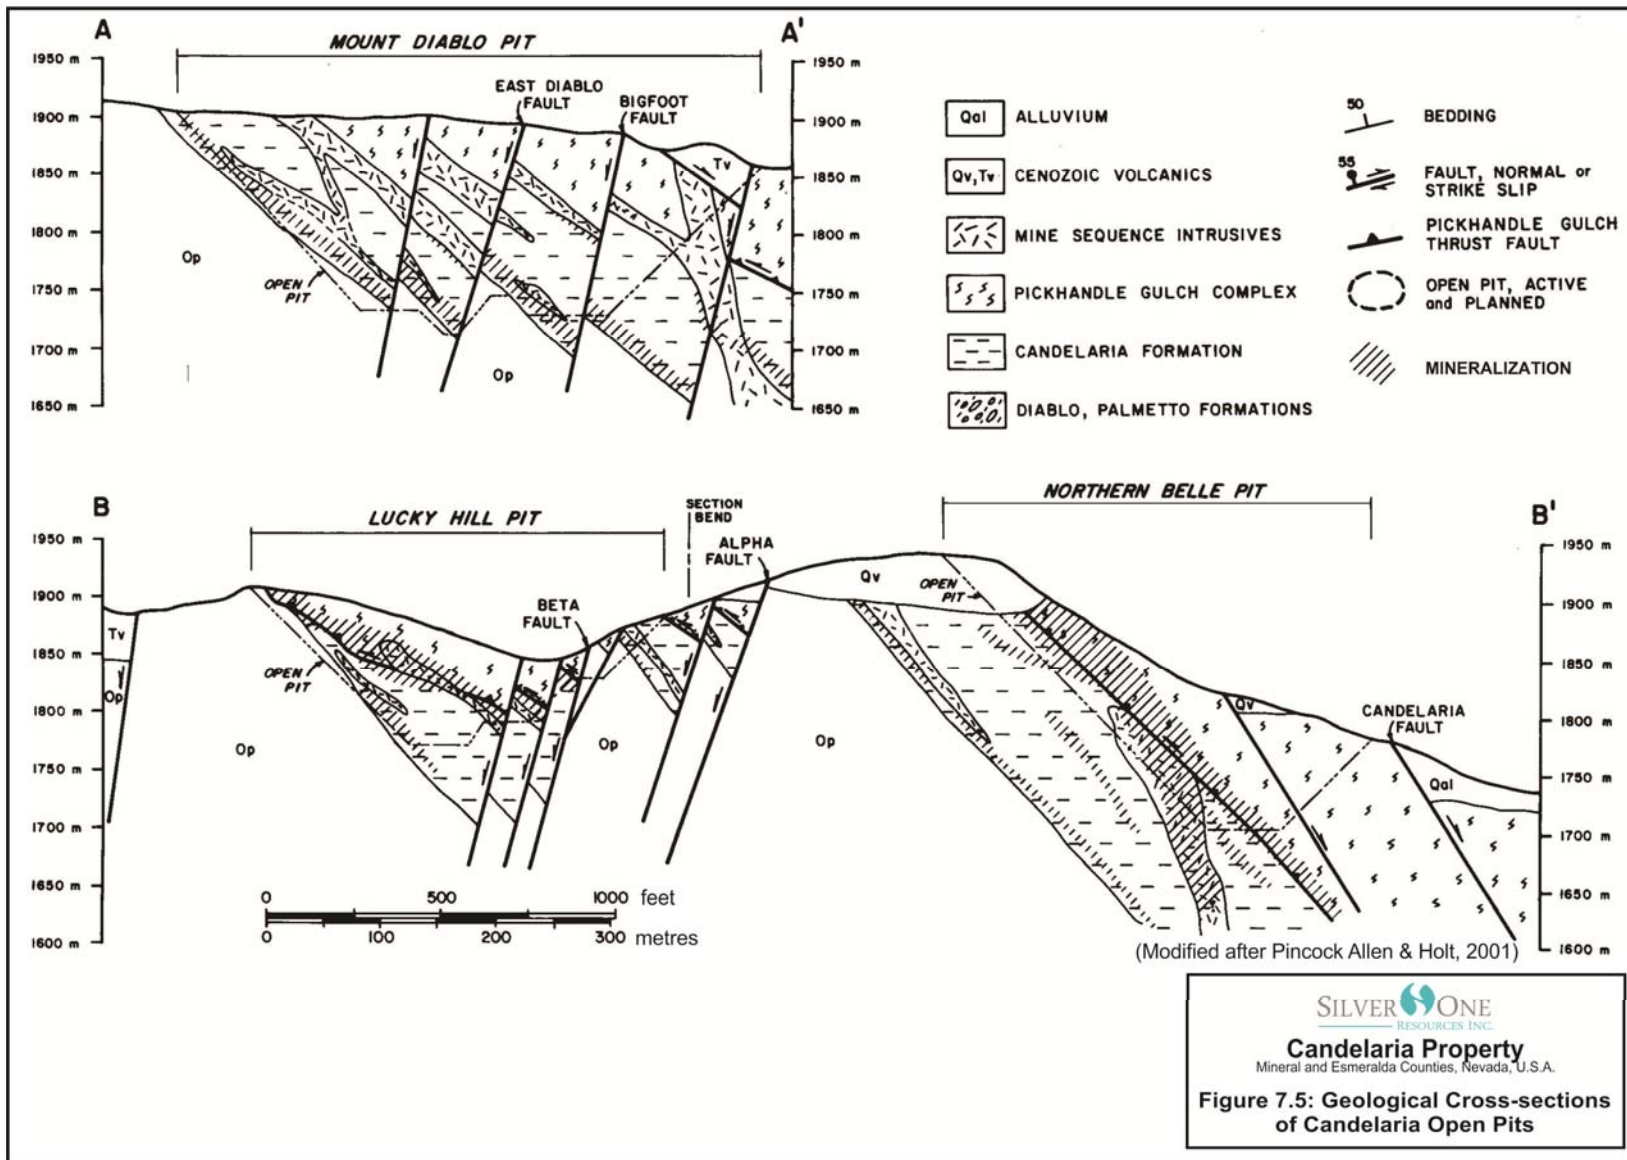 A
A'
MOUNT DIABLO PIT
1950 m
1900 m
1850 m
1800 m
1750 m
1700 m
1650 m
EAST DIABLO
FAULT
BIGFOOT
FAULT
Tv
Op
OPEN
PIT
Op
1950 m
1900 m
1850 m
1800 m
1750 m
1700 m
1650 m
Qal ALLUVIUM
Qv, Tv CENOZOIC VOLCANICS
MINE SEQUENCE INTRUSIVES
PICKHANDLE GULCH COMPLEX
CANDELARIA FORMATION
DIABLO, PALMETTO FORMATIONS
50
BEDDING
55
FAULT, NORMAL or
STRIKE SLIP
PICKHANDLE GULCH
THRUST FAULT
OPEN PIT, ACTIVE
and PLANNED
MINERALIZATION
B
B'
LUCKY HILL PIT
SECTION
BEND
NORTHERN BELLE PIT
1950 m
1900 m
1850 m
1800 m
1750 m
1700 m
1650 m
1600 m
Tv
Op
Op
OPEN
PIT
BETA
FAULT
ALPHA
FAULT
Op
Qv
OPEN
PIT
Op
Qv
CANDELARIA
FAULT
Qal
1950 m
1900 m
1850 m
1800 m
1750 m
1700 m
1650 m
1600 m
0 500 1000 feet
0 100 200 300 metres
(Modified after Pincock Allen & Holt, 2001)
SILVER ONE
RESOURCES INC.
Candelaria Property
Mineral and Esmeralda Counties, Nevada, U.S.A.
Figure 7.5: Geological Cross-sections
of Candelaria Open Pits